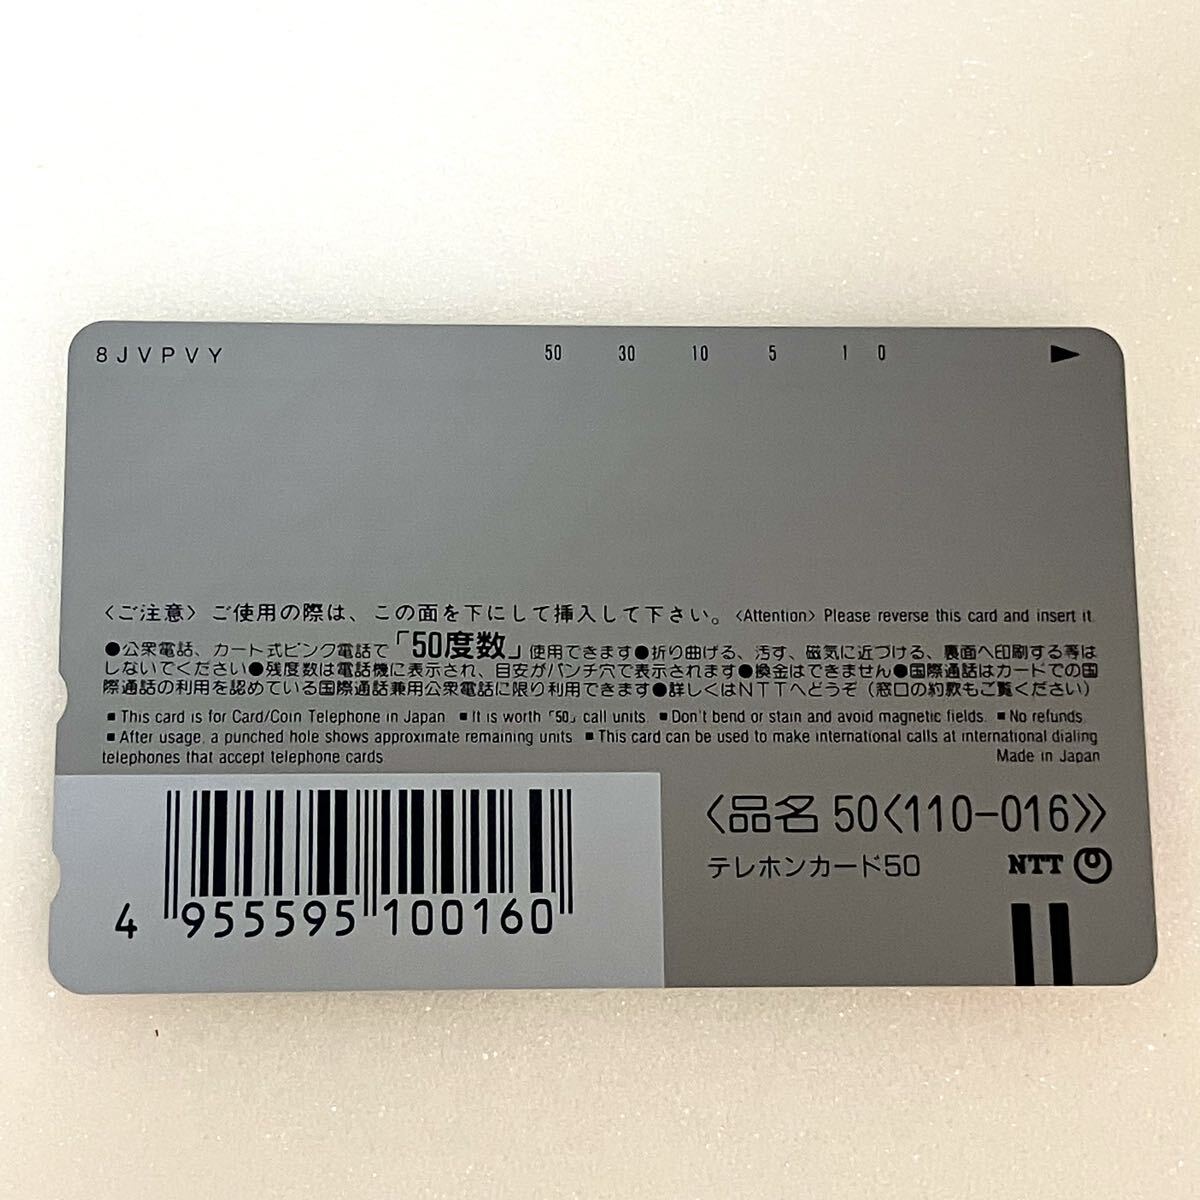 8JVPVY 50 30 10 5 1 0 ▶
〈ご注意〉ご使用の際は、この面を下にして挿入して下さい。〈Attention〉Please reverse this card and insert it.
●公衆電話、カード式ピンク電話で「50度数」使用できます●折り曲げる、汚す、磁気に近づける、裏面へ印刷する等は
しないでください●残度数は電話機に表示され、目安がパンチ穴で表示されます●換金はできません●国際通話はカードでの国
際通話の利用を認めている国際通話兼用公衆電話に限り利用できます●詳しくはNTTへどうぞ（窓口の約款もご覧ください）
■This card is for Card/Coin Telephone in Japan. ■It is worth「50」call units. ■Don't bend or stain and avoid magnetic fields. ■No refunds.
■After usage, a punched hole shows approximate remaining units. ■This card can be used to make international calls at international dialing
telephones that accept telephone cards. Made in Japan
〈品名 50〈110-016〉〉
テレホンカード50 NTT
4 955595 100160